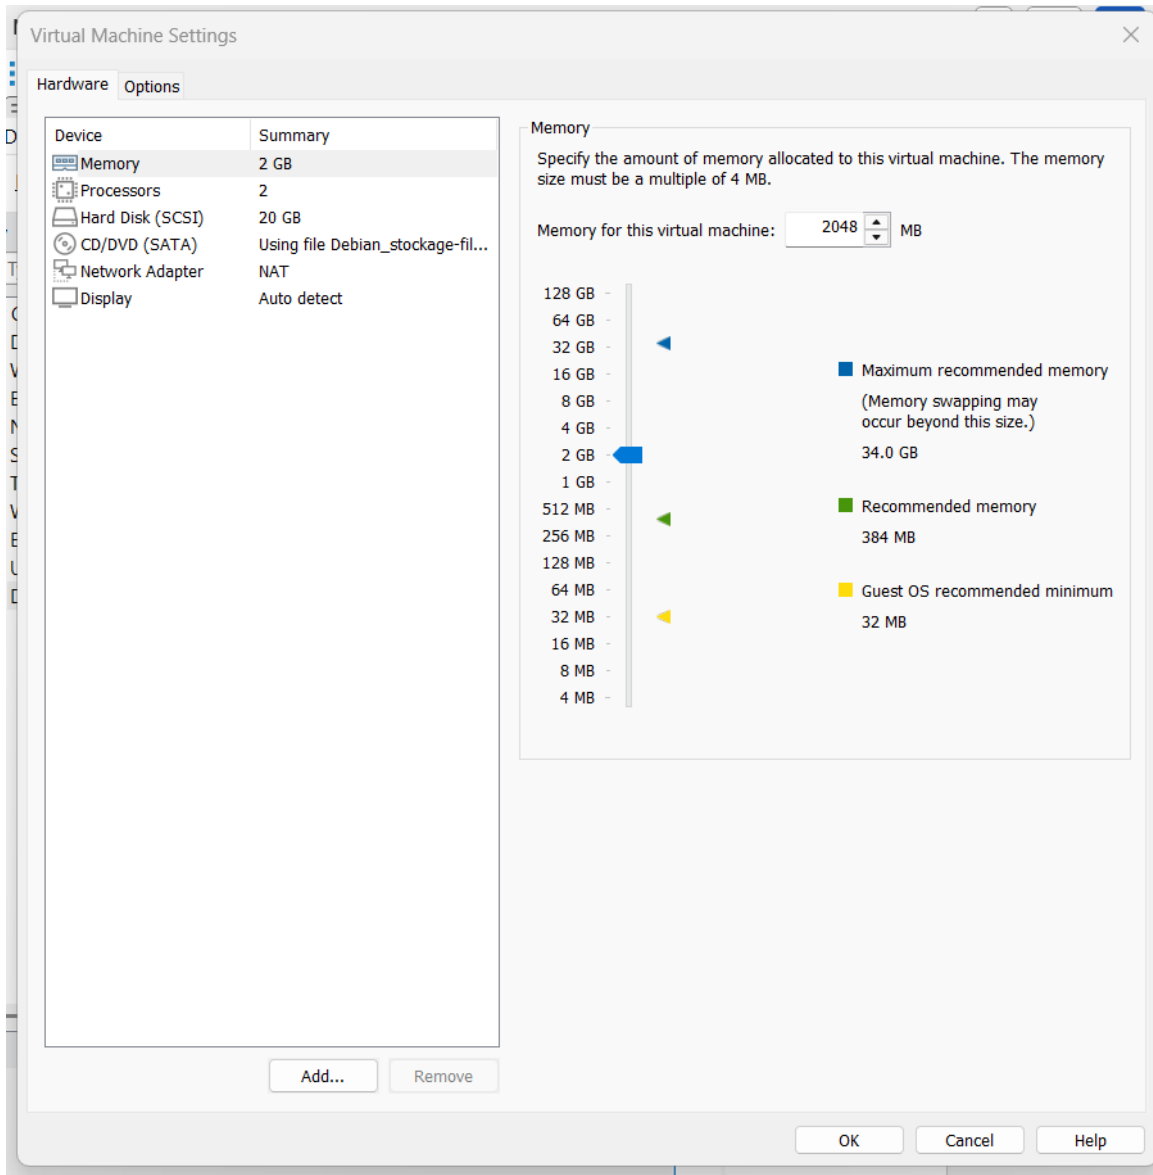 Virtual Machine Settings
Hardware Options
Device Summary
Memory 2 GB
Processors 2
Hard Disk (SCSI) 20 GB
CD/DVD (SATA) Using file Debian_stockage-fil...
Network Adapter NAT
Display Auto detect
Add... Remove
Memory
Specify the amount of memory allocated to this virtual machine. The memory
size must be a multiple of 4 MB.
Memory for this virtual machine: 2048 MB
128 GB
64 GB
32 GB
16 GB
8 GB
4 GB
2 GB
1 GB
512 MB
256 MB
128 MB
64 MB
32 MB
16 MB
8 MB
4 MB
Maximum recommended memory
(Memory swapping may
occur beyond this size.)
34.0 GB
Recommended memory
384 MB
Guest OS recommended minimum
32 MB
OK Cancel Help